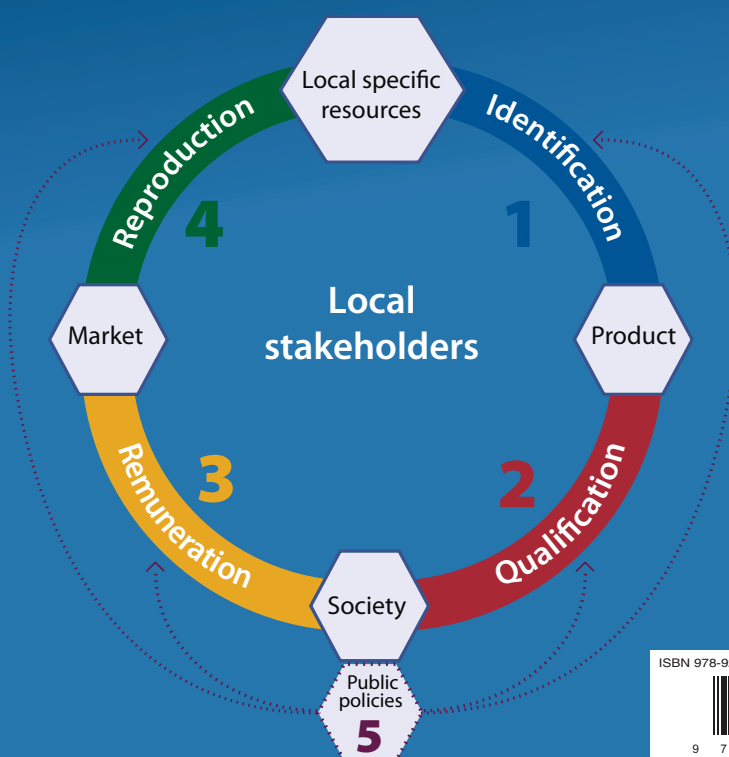 Local specific
resources
Identification
1
Product
Qualification
2
Society
Remuneration
3
Market
Reproduction
4
Local
stakeholders
Public
policies
5
ISBN 978-9
9 7